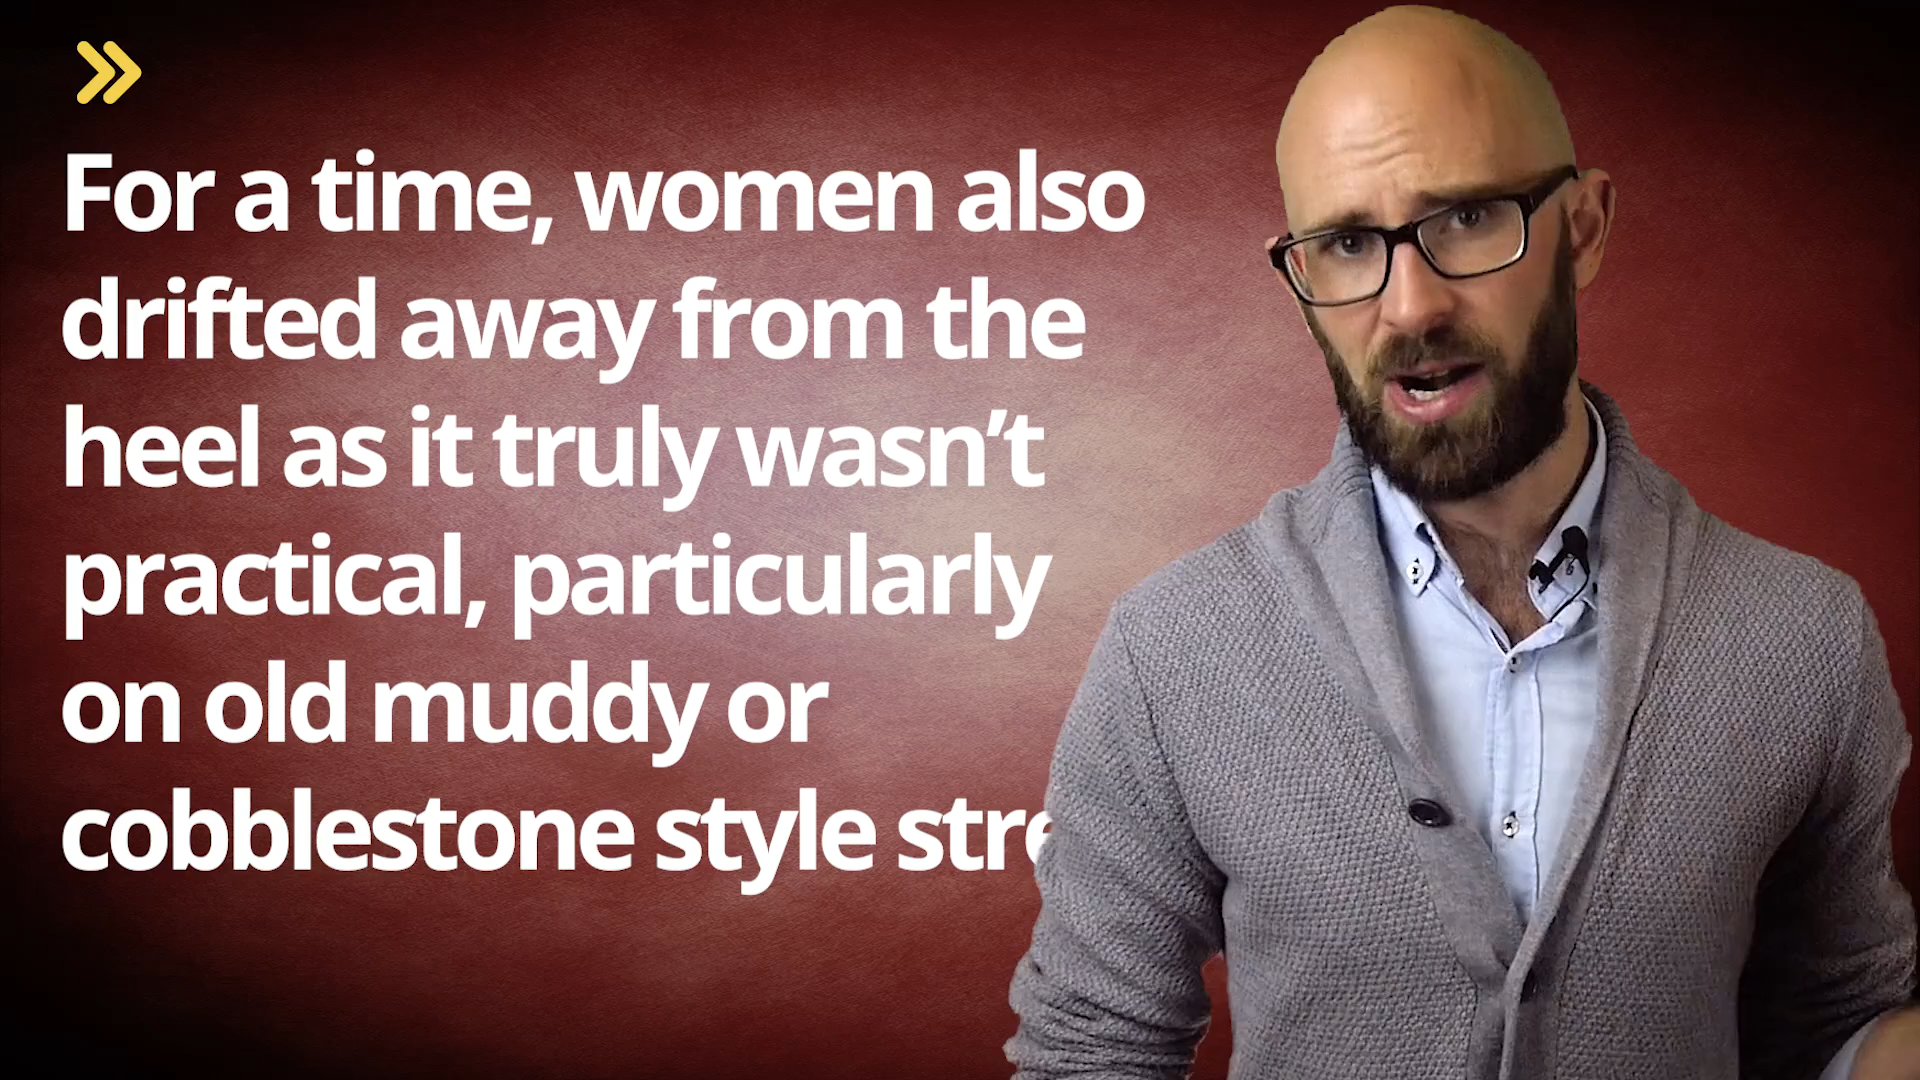 For a time, women also
drifted away from the
heel as it truly wasn’t
practical, particularly
on old muddy or
cobblestone style